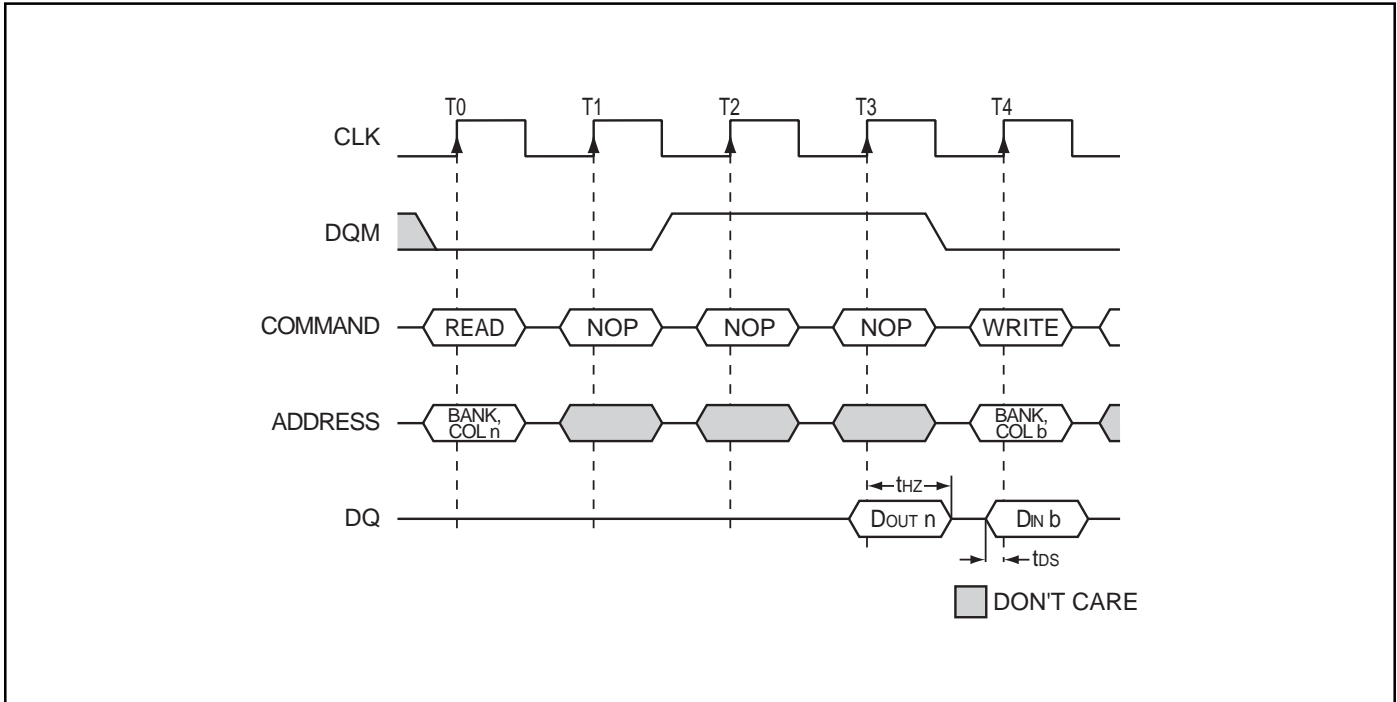 T0 T1 T2 T3 T4
CLK
DQM
COMMAND READ NOP NOP NOP WRITE
ADDRESS BANK, COL n BANK, COL b
tHZ
DQ DOUT n DIN b
tDS
DON'T CARE